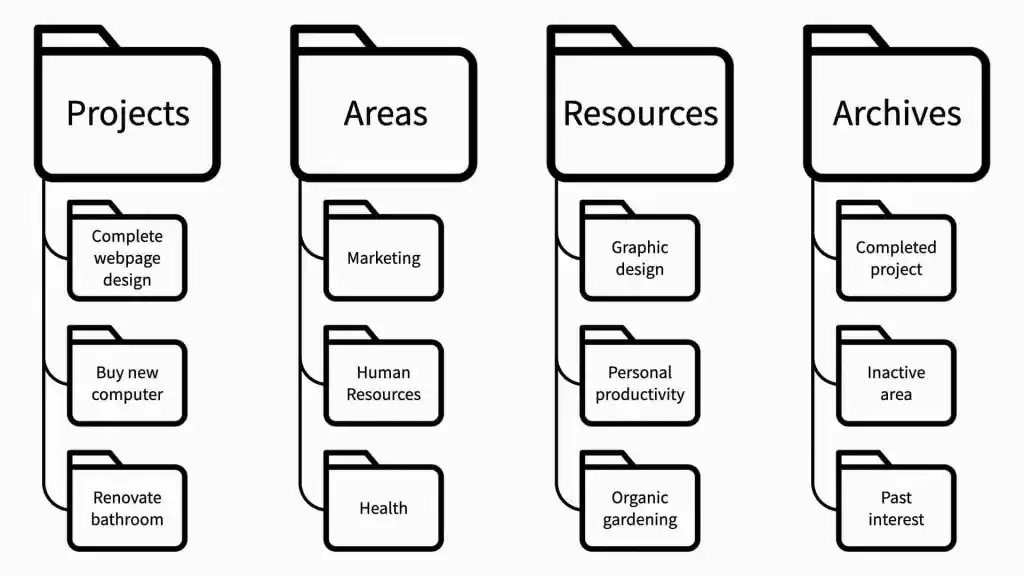 Projects
Complete
webpage
design
Buy new
computer
Renovate
bathroom
Areas
Marketing
Human
Resources
Health
Resources
Graphic
design
Personal
productivity
Organic
gardening
Archives
Completed
project
Inactive
area
Past
interest